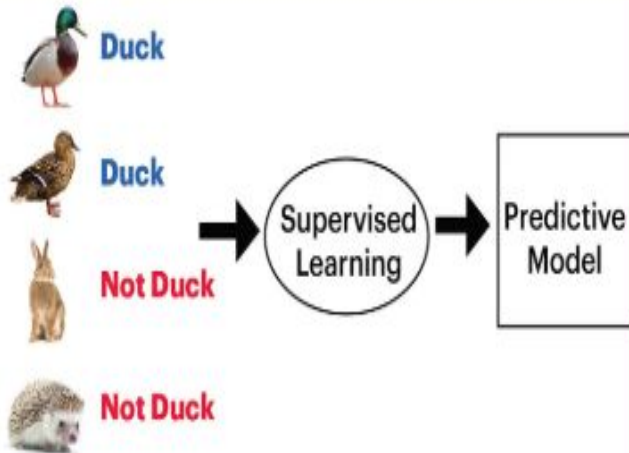 Duck
Duck
Not Duck
Not Duck
Supervised
Learning
Predictive
Model